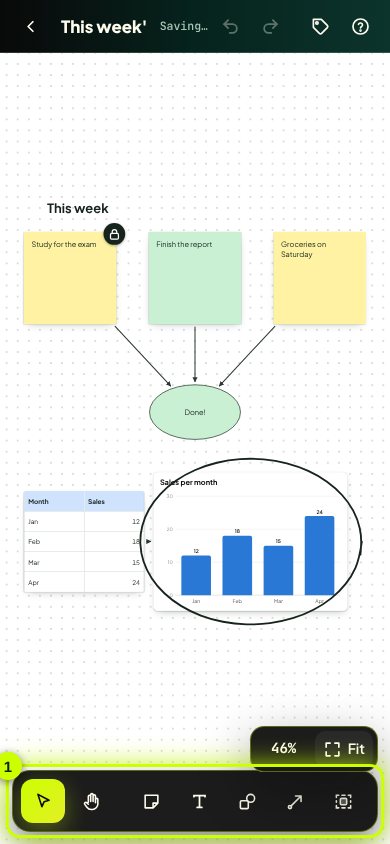 This week'
Saving…
This week
Study for the exam
Finish the report
Groceries on
Saturday
Done!
Month Sales
Jan 12
Feb 18
Mar 15
Apr 24
Sales per month
30
20
10
12
18
15
24
Jan Feb Mar Apr
46% Fit
1